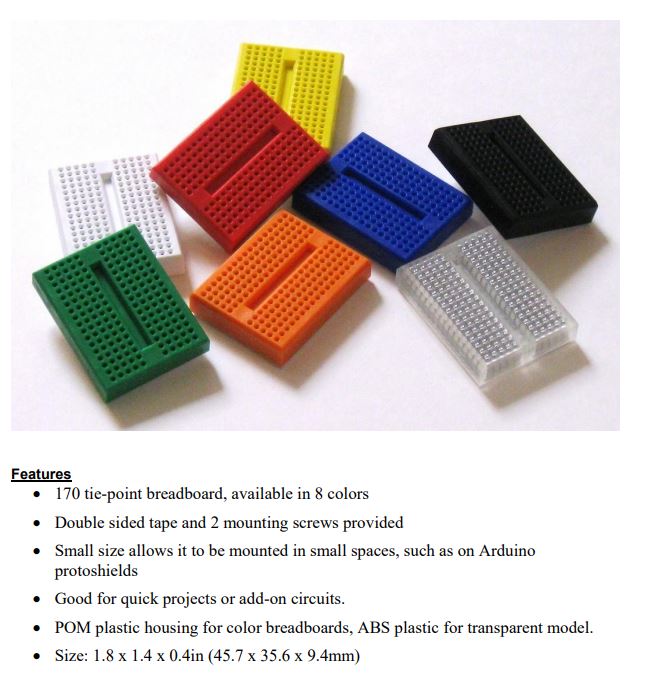 Features
• 170 tie-point breadboard, available in 8 colors
• Double sided tape and 2 mounting screws provided
• Small size allows it to be mounted in small spaces, such as on Arduino
protoshields
• Good for quick projects or add-on circuits.
• POM plastic housing for color breadboards, ABS plastic for transparent model.
• Size: 1.8 x 1.4 x 0.4in (45.7 x 35.6 x 9.4mm)